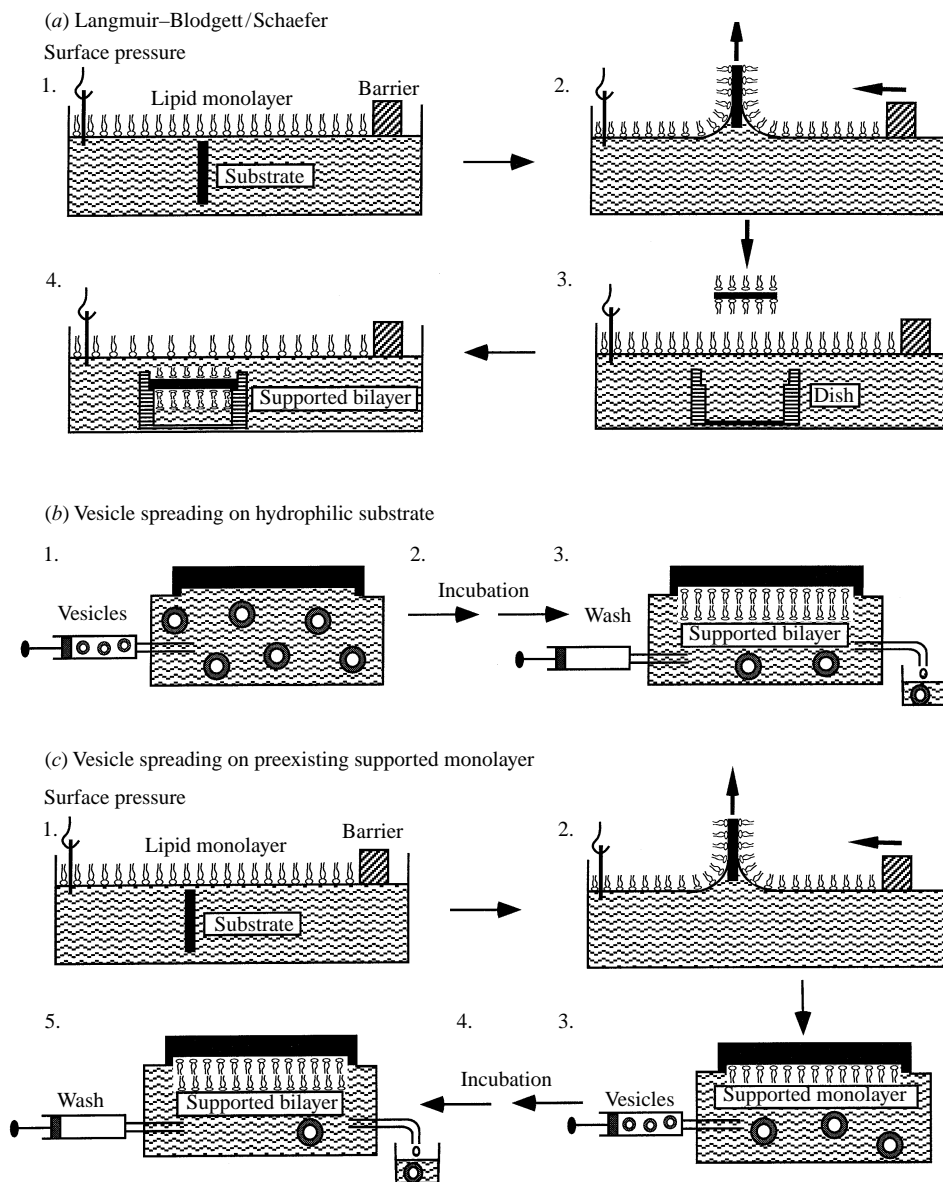 (a) Langmuir–Blodgett/Schaefer
Surface pressure
1.
Lipid monolayer
Barrier
Substrate
2.
4.
Supported bilayer
3.
Dish
(b) Vesicle spreading on hydrophilic substrate
1.
Vesicles
2.
Incubation
3.
Wash
Supported bilayer
(c) Vesicle spreading on preexisting supported monolayer
Surface pressure
1.
Lipid monolayer
Barrier
Substrate
2.
5.
Wash
Supported bilayer
4.
Incubation
3.
Vesicles
Supported monolayer